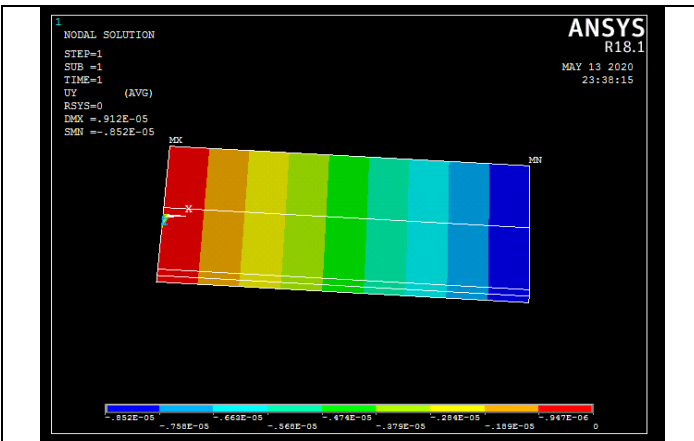 1
NODAL SOLUTION
STEP=1
SUB =1
TIME=1
UY (AVG)
RSYS=0
DMX =.912E-05
SMN =-.852E-05
ANSYS
R18.1
MAY 13 2020
23:38:15
MX
MN
X
-.852E-05 -.663E-05 -.474E-05 -.284E-05 -.947E-06
-.758E-05 -.568E-05 -.379E-05 -.189E-05 0